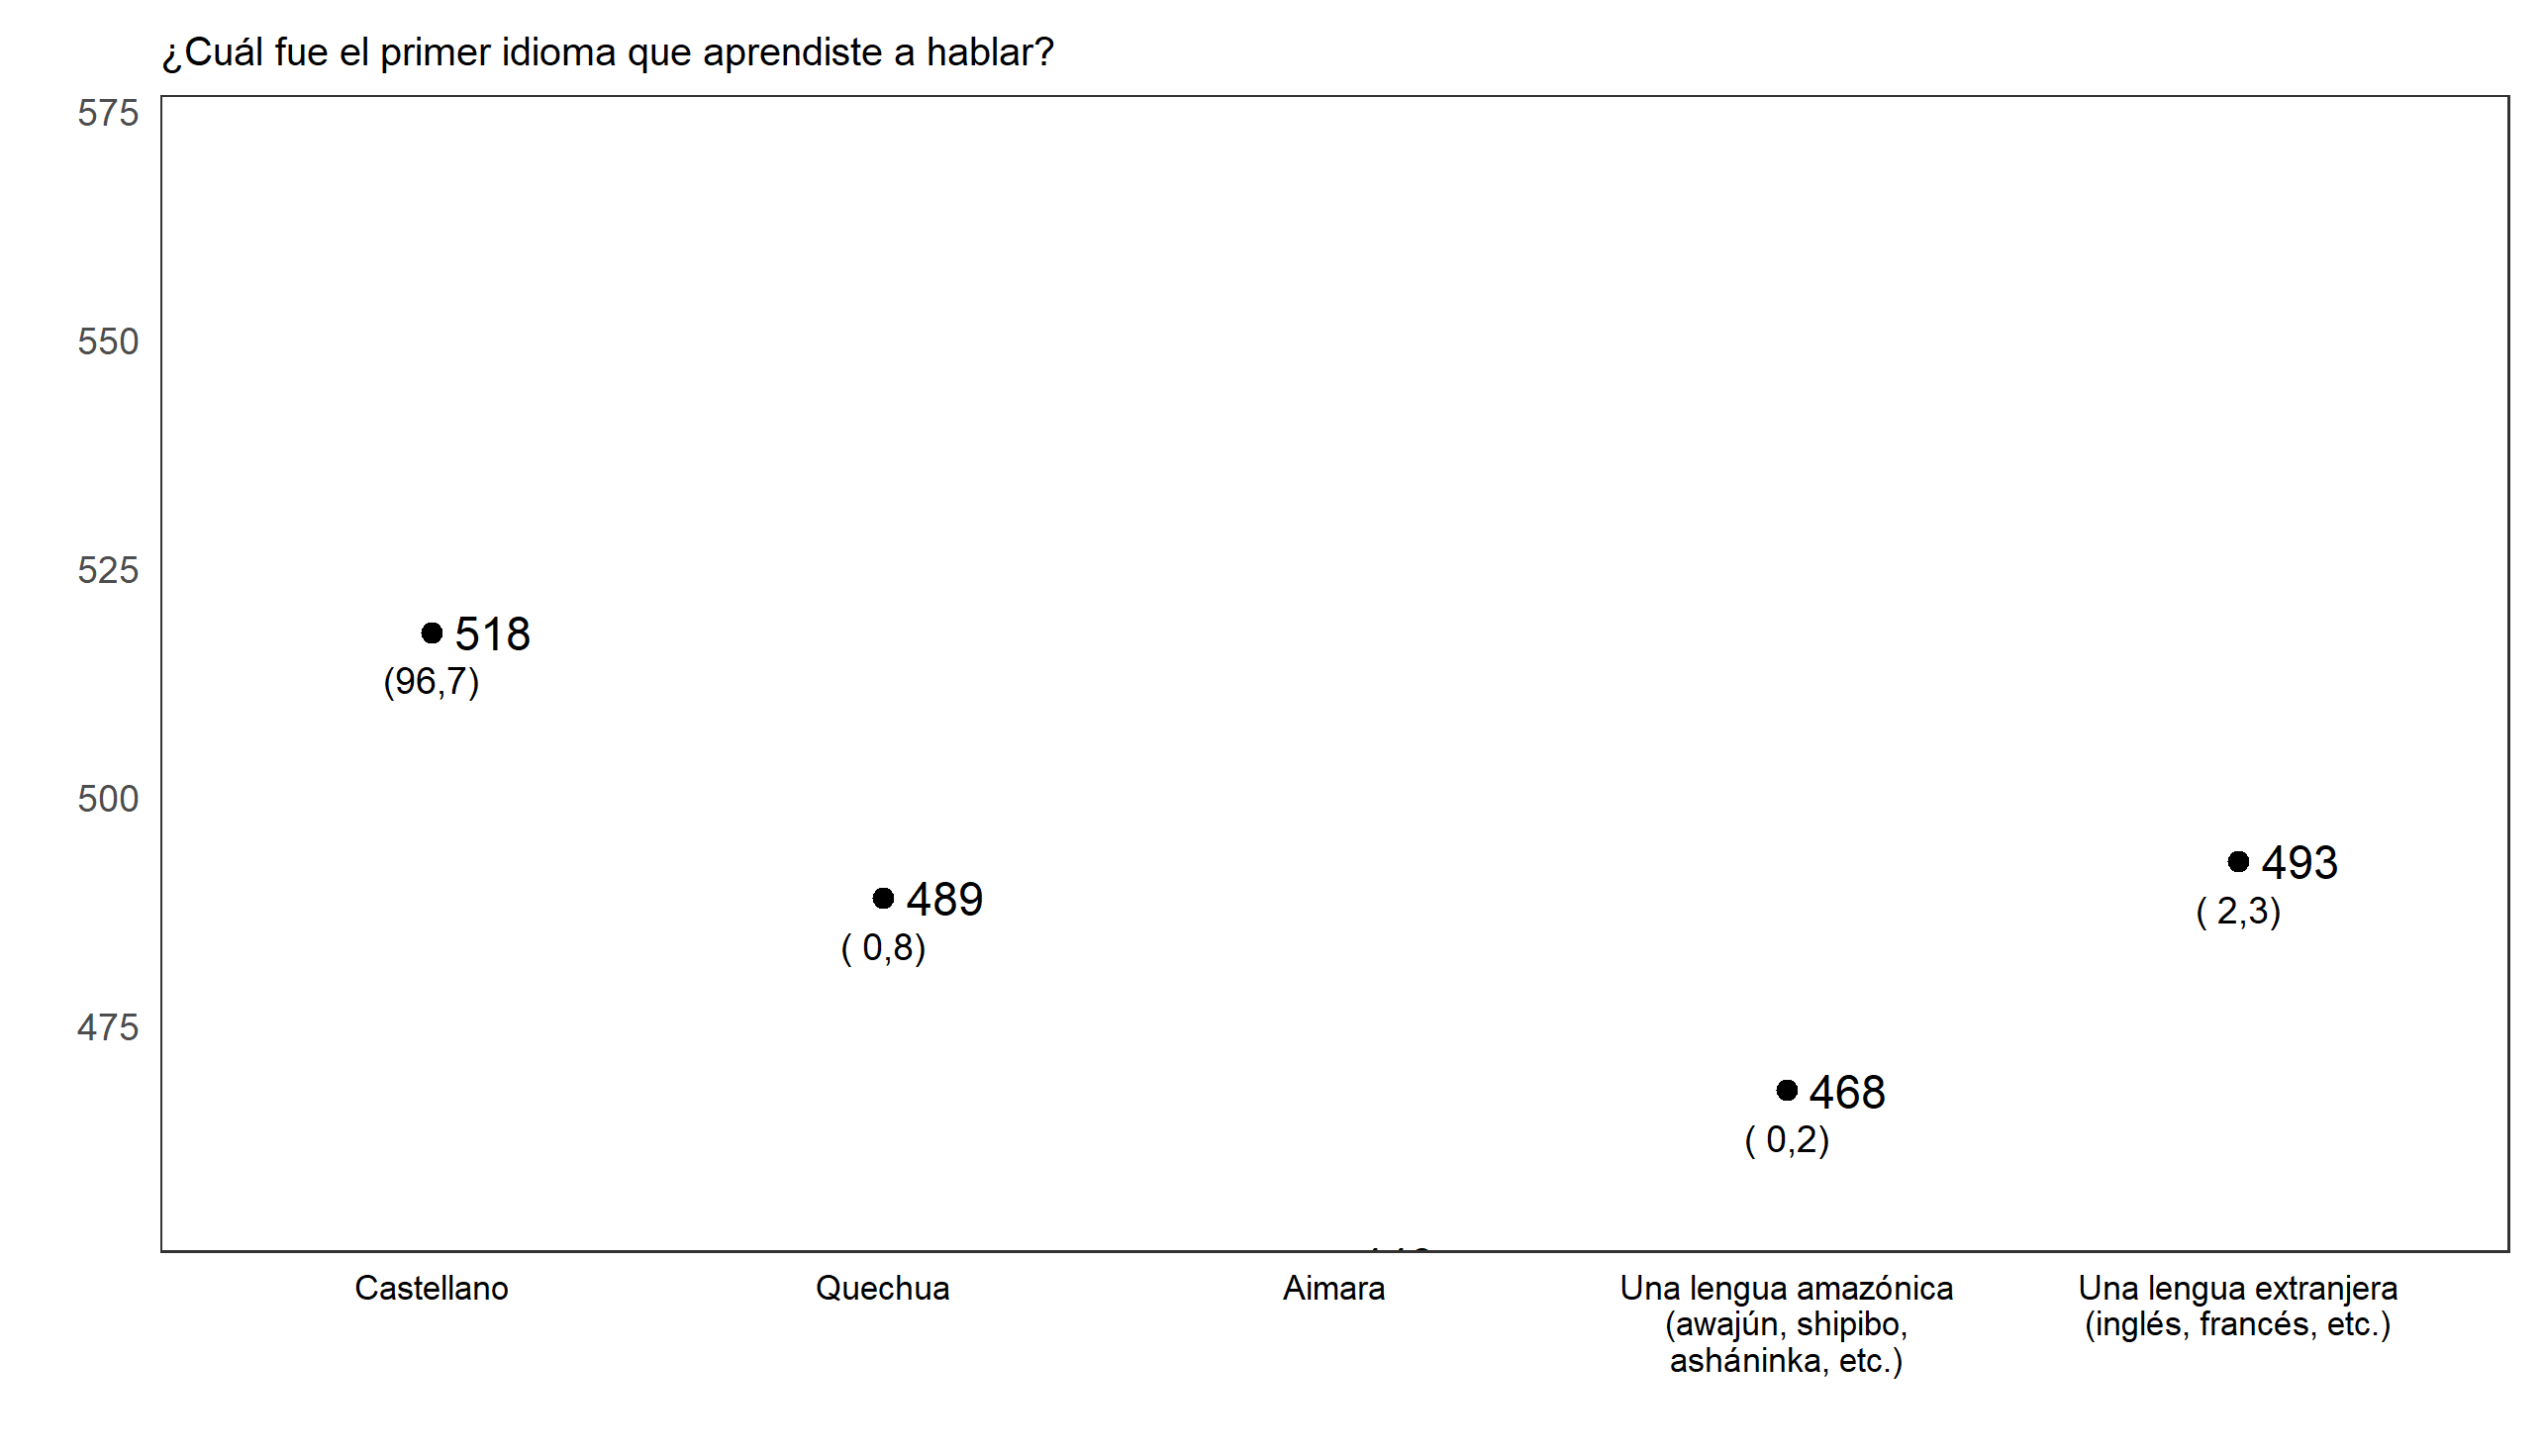 ¿Cuál fue el primer idioma que aprendiste a hablar?
575
550
525
500
475
518
(96,7)
489
( 0,8)
468
( 0,2)
493
( 2,3)
Castellano
Quechua
Aimara
Una lengua amazónica
(awajún, shipibo,
asháninka, etc.)
Una lengua extranjera
(inglés, francés, etc.)